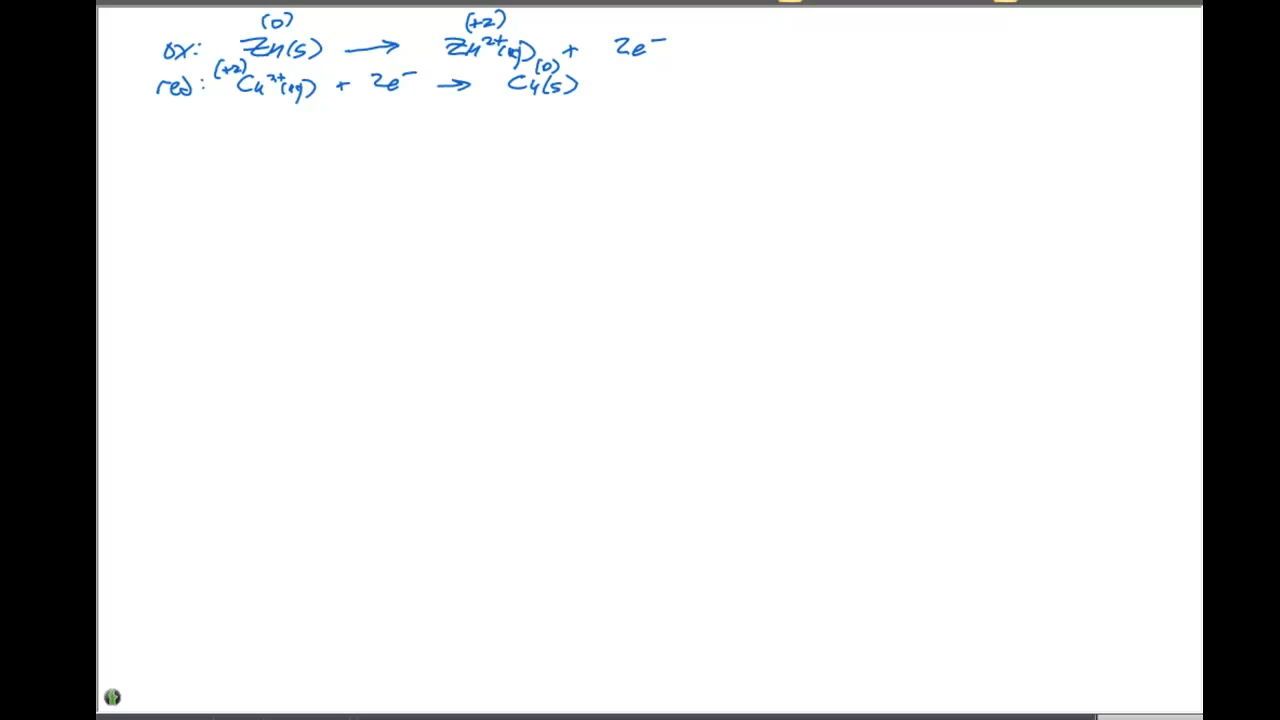 (0) (+2)
ox: Zn(s) → Zn²⁺(aq) + 2e⁻
(+2) (0)
red: Cu²⁺(aq) + 2e⁻ → Cu(s)